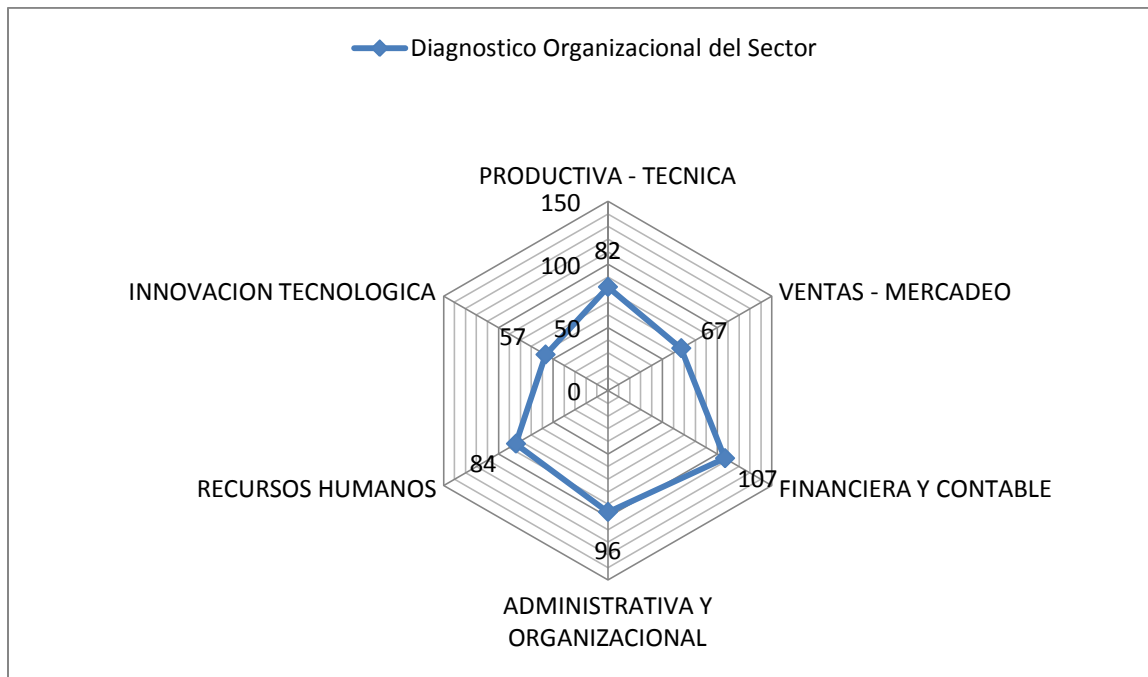 Diagnostico Organizacional del Sector
PRODUCTIVA - TECNICA
150
82
100
INNOVACION TECNOLOGICA
VENTAS - MERCADEO
57
50
67
0
RECURSOS HUMANOS
84
107
FINANCIERA Y CONTABLE
96
ADMINISTRATIVA Y
ORGANIZACIONAL